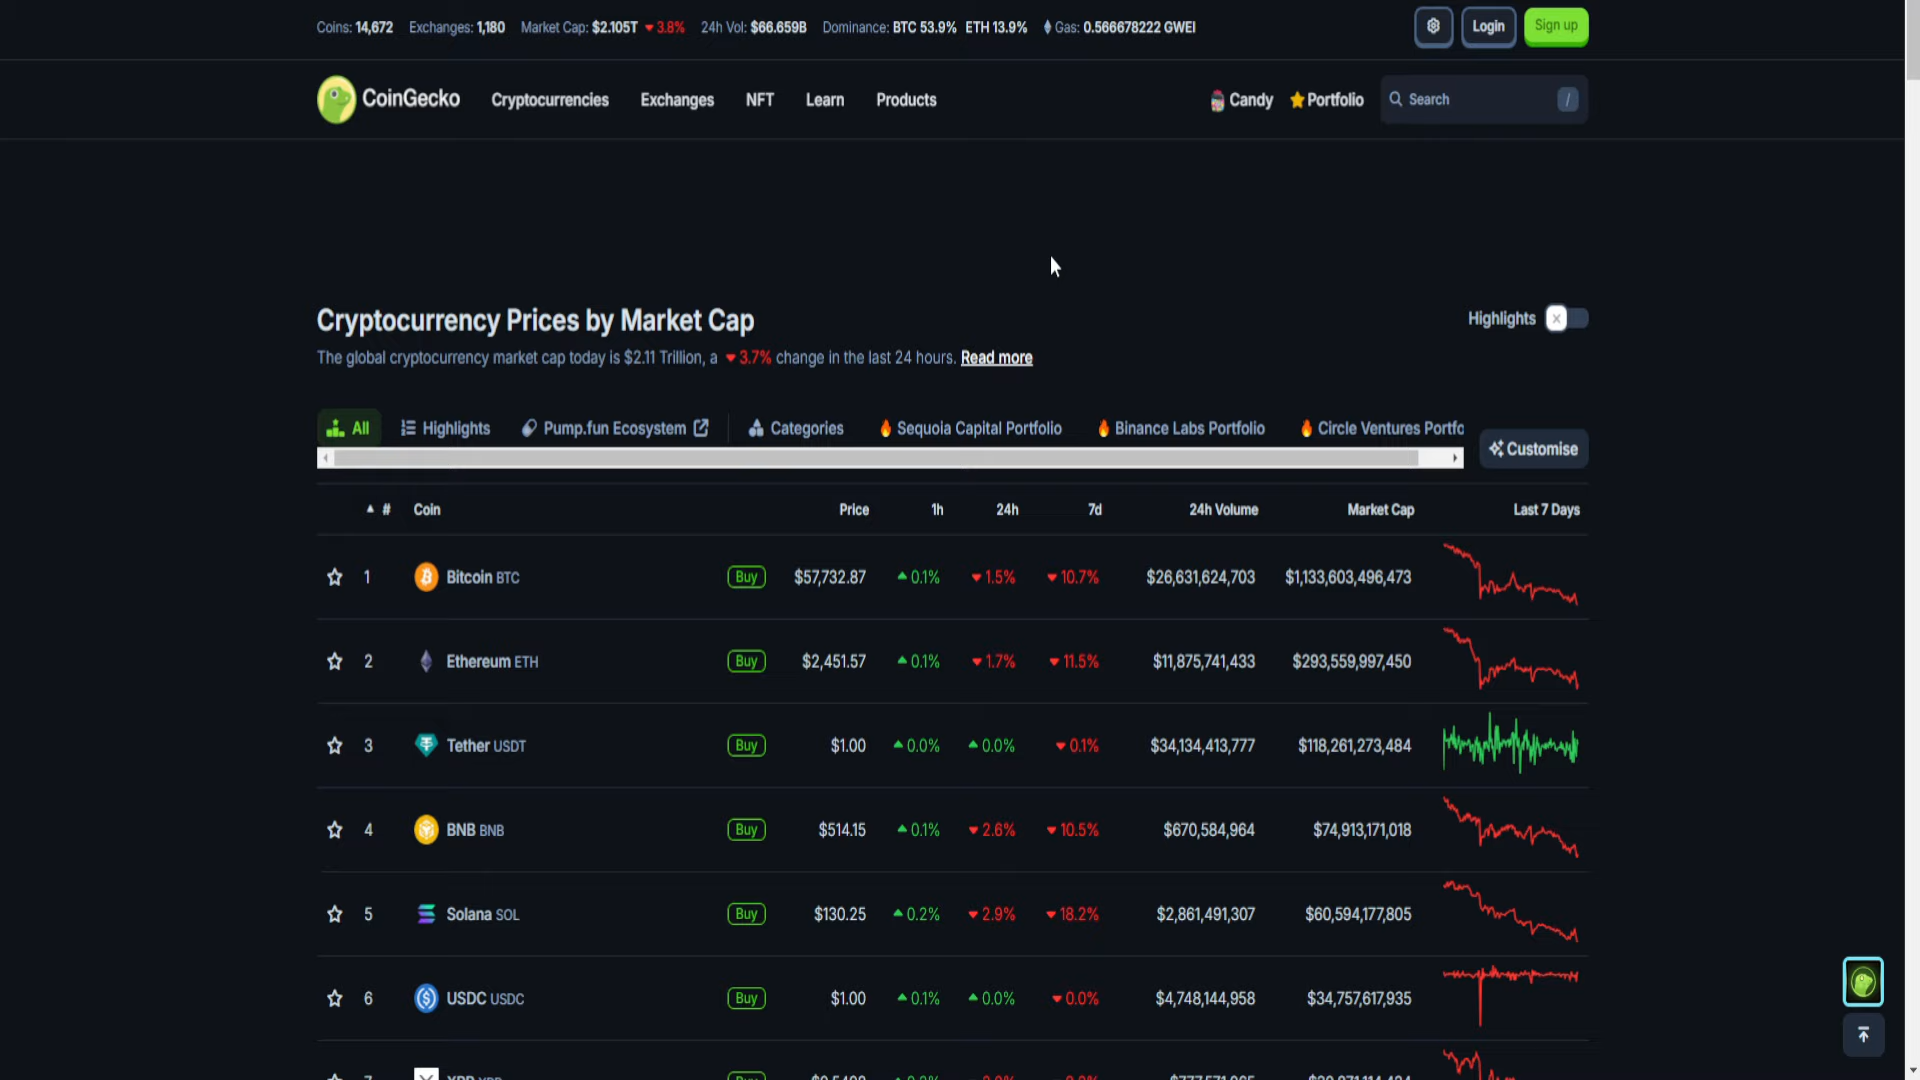 Coins: 14,672 Exchanges: 1,180 Market Cap: $2.105T 3.8% 24h Vol: $66.659B Dominance: BTC 53.9% ETH 13.9% Gas: 0.566678222 GWEI Login Sign up
CoinGecko Cryptocurrencies Exchanges NFT Learn Products Candy Portfolio Search /
Cryptocurrency Prices by Market Cap Highlights
The global cryptocurrency market cap today is $2.11 Trillion, a 3.7% change in the last 24 hours. Read more
All Highlights Pump.fun Ecosystem Categories Sequoia Capital Portfolio Binance Labs Portfolio Circle Ventures Portfo
Customise
# Coin Price 1h 24h 7d 24h Volume Market Cap Last 7 Days
1 Bitcoin BTC Buy $57,732.87 0.1% 1.5% 10.7% $26,631,624,703 $1,133,603,496,473
2 Ethereum ETH Buy $2,451.57 0.1% 1.7% 11.5% $11,875,741,433 $293,559,997,450
3 Tether USDT Buy $1.00 0.0% 0.0% 0.1% $34,134,413,777 $118,261,273,484
4 BNB BNB Buy $514.15 0.1% 2.6% 10.5% $670,584,964 $74,913,171,018
5 Solana SOL Buy $130.25 0.2% 2.9% 18.2% $2,861,491,307 $60,594,177,805
6 USDC USDC Buy $1.00 0.1% 0.0% 0.0% $4,748,144,958 $34,757,617,935